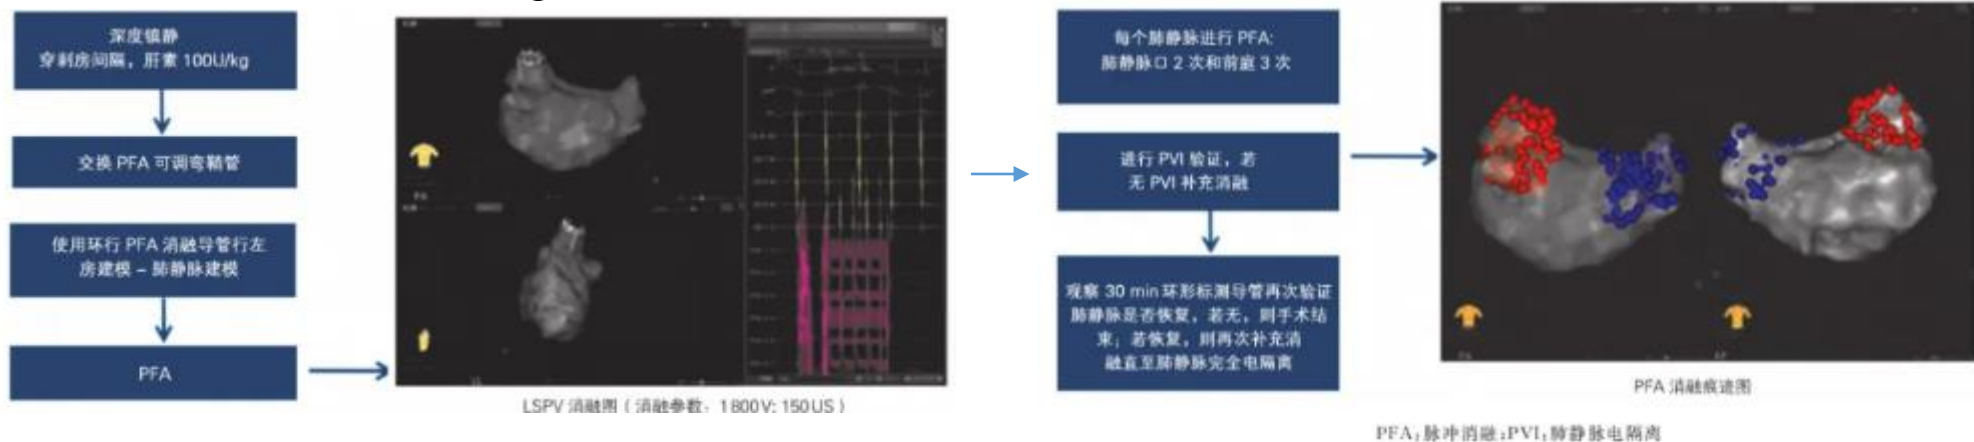 深度镇静
穿刺房间隔，肝素 100U/kg
交换 PFA 可调弯鞘管
使用环行 PFA 消融导管行左
房建模 – 肺静脉建模
PFA
LSPV 消融图（消融参数：1800V; 150US）
每个肺静脉进行 PFA:
肺静脉口 2 次和前庭 3 次
进行 PVI 验证，若
无 PVI 补充消融
观察 30 min 环形标测导管再次验证
肺静脉是否恢复，若无，则手术结
束；若恢复，则再次补充消
融直至肺静脉完全电隔离
PFA 消融痕迹图
PFA:脉冲消融;PVI:肺静脉电隔离